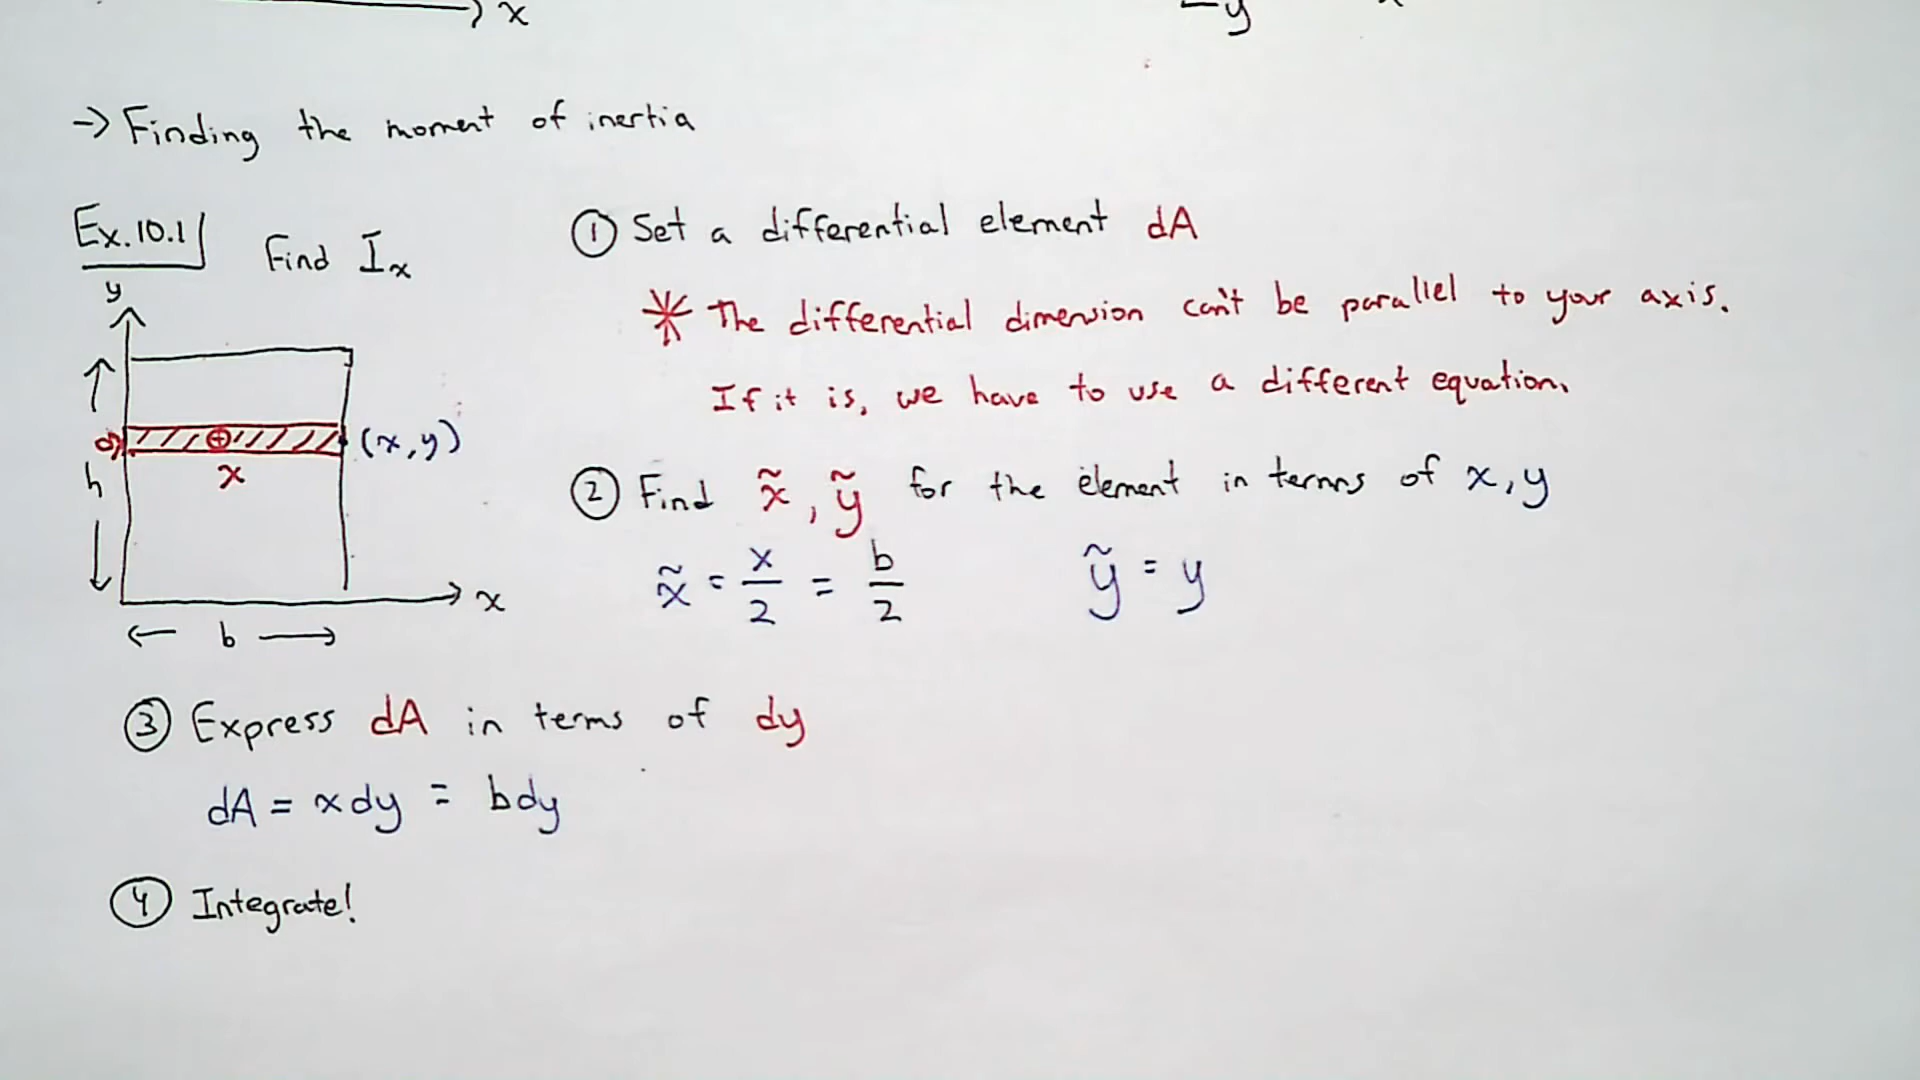 x
y
→ Finding the moment of inertia
Ex. 10.1 Find Ix
y
h
dy
x
(x,y)
x
← b →
① Set a differential element dA
* The differential dimension can't be parallel to your axis.
If it is, we have to use a different equation.
② Find x̃, ỹ for the element in terms of x, y
x̃ = x/2 = b/2 ỹ = y
③ Express dA in terms of dy
dA = xdy = bdy
④ Integrate!